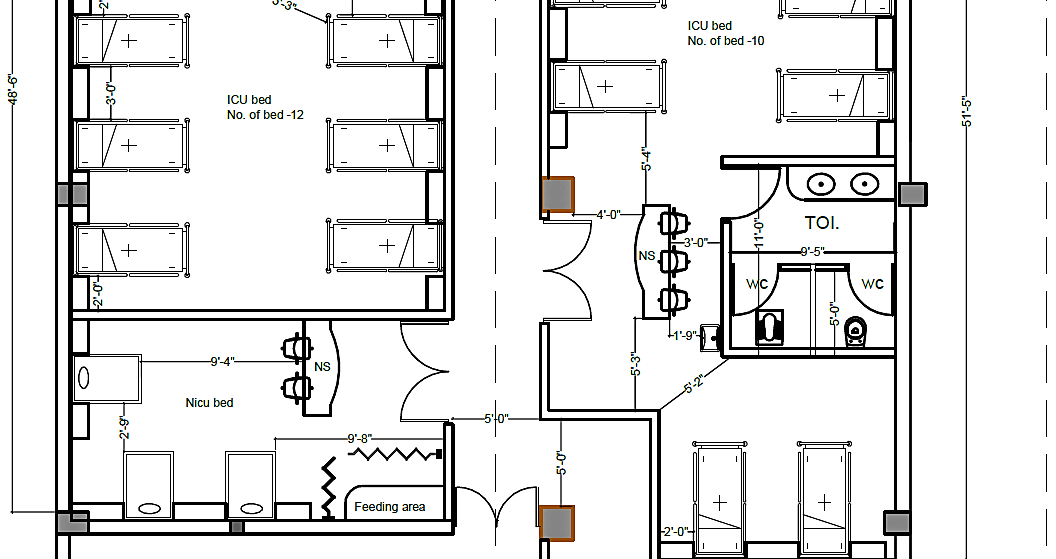 2'-
5'-3"
ICU bed
No. of bed -10
48'-6"
3'-0"
ICU bed
No. of bed -12
51'-5"
5'-4"
4'-0"
TOI.
11'-0"
3'-0"
9'-5"
NS
WC
WC
2'-0"
5'-0"
1'-9"
9'-4"
NS
5'-3"
5'-2"
Nicu bed
2'-9"
5'-0"
9'-8"
5'-0"
Feeding area
2'-0"